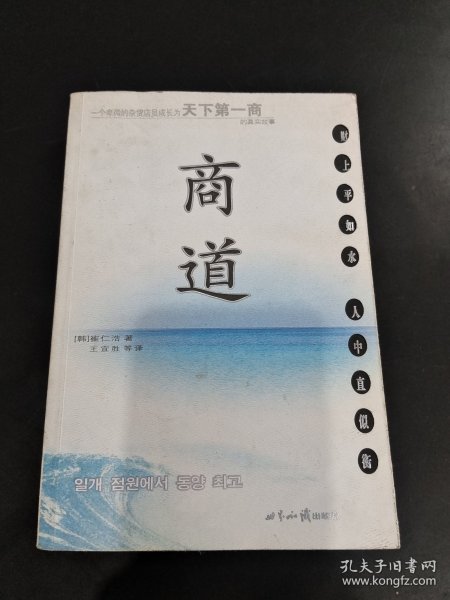 一个卑微的杂货店员成长为天下第一商
的真实故事
商
道
财上平如水 人中直似衡
[韩]崔仁浩 著
王宜胜 等译
일개 점원에서 동양 최고
世界知识出版社
孔夫子旧书网
www.kongfz.com